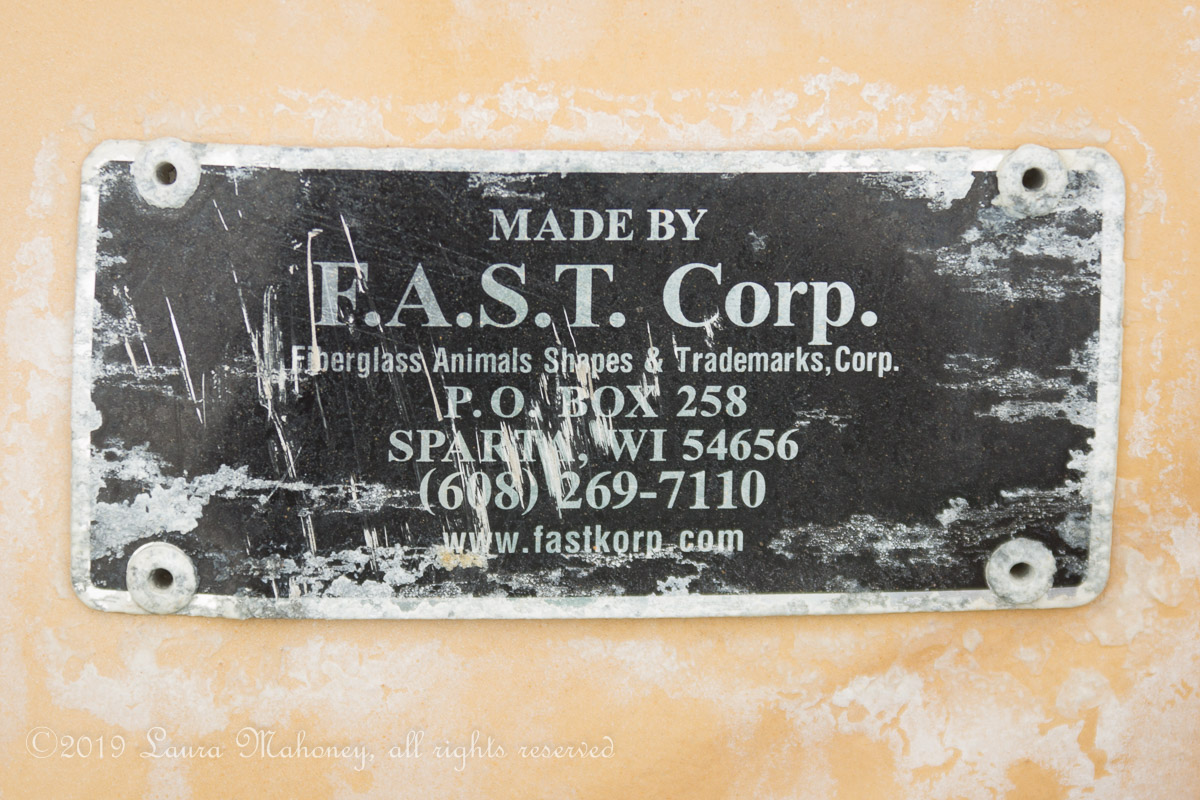 MADE BY
F.A.S.T. Corp.
Fiberglass Animals Shapes & Trademarks, Corp.
P.O. BOX 258
SPARTA, WI 54656
(608) 269-7110
www.fastkorp.com
©2019 Laura Mahoney, all rights reserved